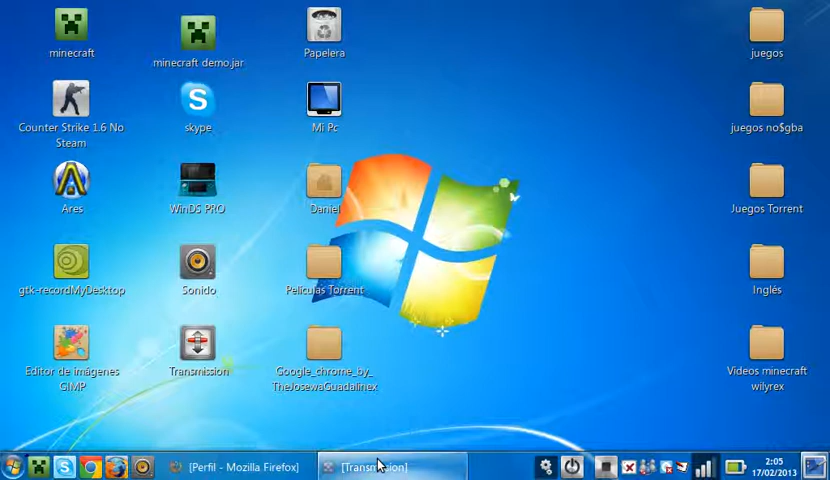 minecraft
minecraft demo.jar
Papelera
juegos
Counter Strike 1.6 No
Steam
skype
Mi Pc
juegos no$gba
Ares
WinDS PRO
Daniel
Juegos Torrent
gtk-recordMyDesktop
Sonido
Películas Torrent
Inglés
Editor de imágenes
GIMP
Transmission
Google_chrome_by_
TheJosewaGuadalinex
Videos minecraft
wilyrex
[Perfil - Mozilla Firefox]
[Transmission]
2:05
17/02/2013